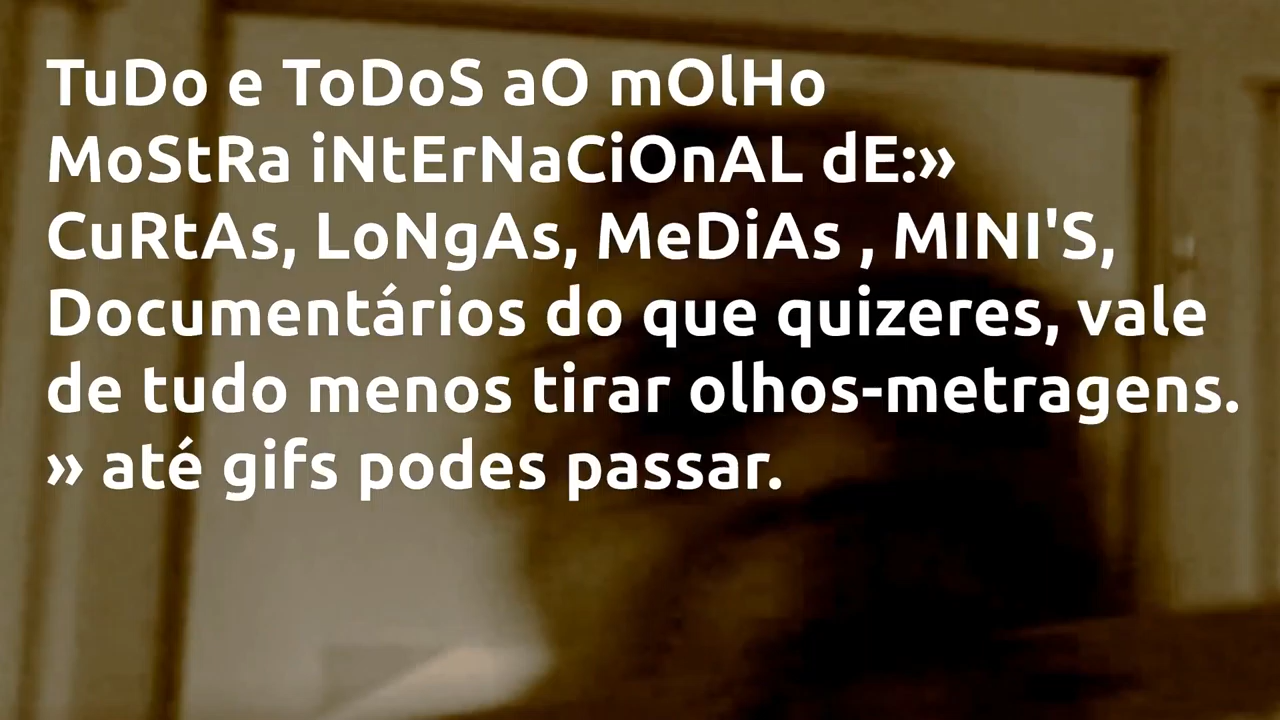 TuDo e ToDoS aO mOlHo
MoStRa iNtErNaCiOnAL dE:»
CuRtAs, LoNgAs, MeDiAs , MINI'S,
Documentários do que quizeres, vale
de tudo menos tirar olhos-metragens.
» até gifs podes passar.